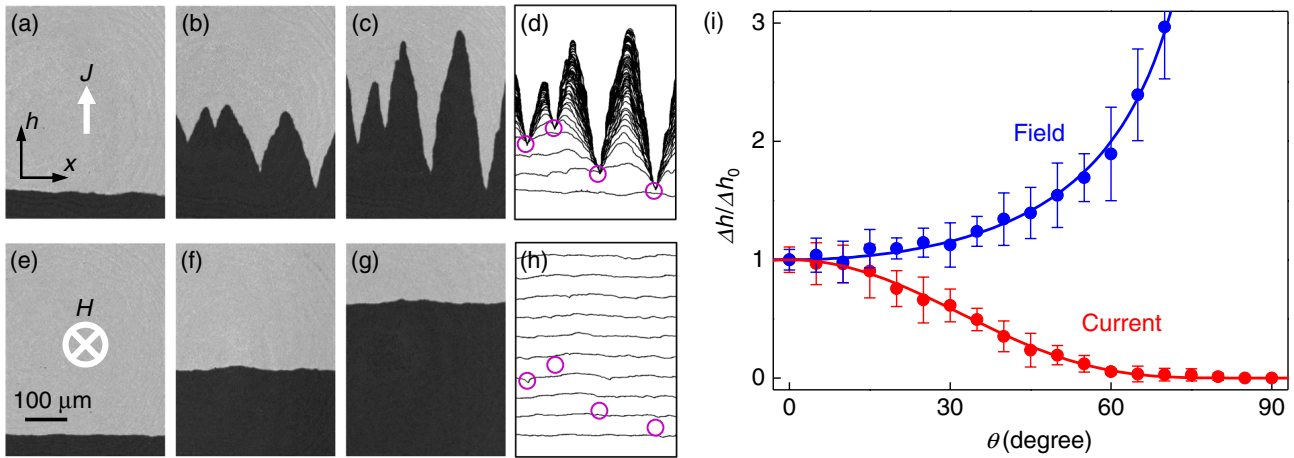 (a)
J
h
x
(b)
(c)
(d)
(e)
H
100 μm
(f)
(g)
(h)
(i)
Δh/Δh₀
3
2
1
0
Field
Current
0 30 60 90
θ (degree)